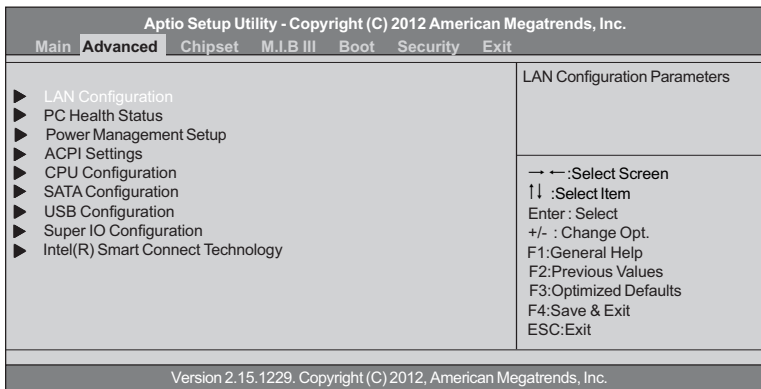 Aptio Setup Utility - Copyright (C) 2012 American Megatrends, Inc.
Main Advanced Chipset M.I.B III Boot Security Exit
LAN Configuration
PC Health Status
Power Management Setup
ACPI Settings
CPU Configuration
SATA Configuration
USB Configuration
Super IO Configuration
Intel(R) Smart Connect Technology
LAN Configuration Parameters
→ ←:Select Screen
↑↓ :Select Item
Enter : Select
+/- : Change Opt.
F1:General Help
F2:Previous Values
F3:Optimized Defaults
F4:Save & Exit
ESC:Exit
Version 2.15.1229. Copyright (C) 2012, American Megatrends, Inc.